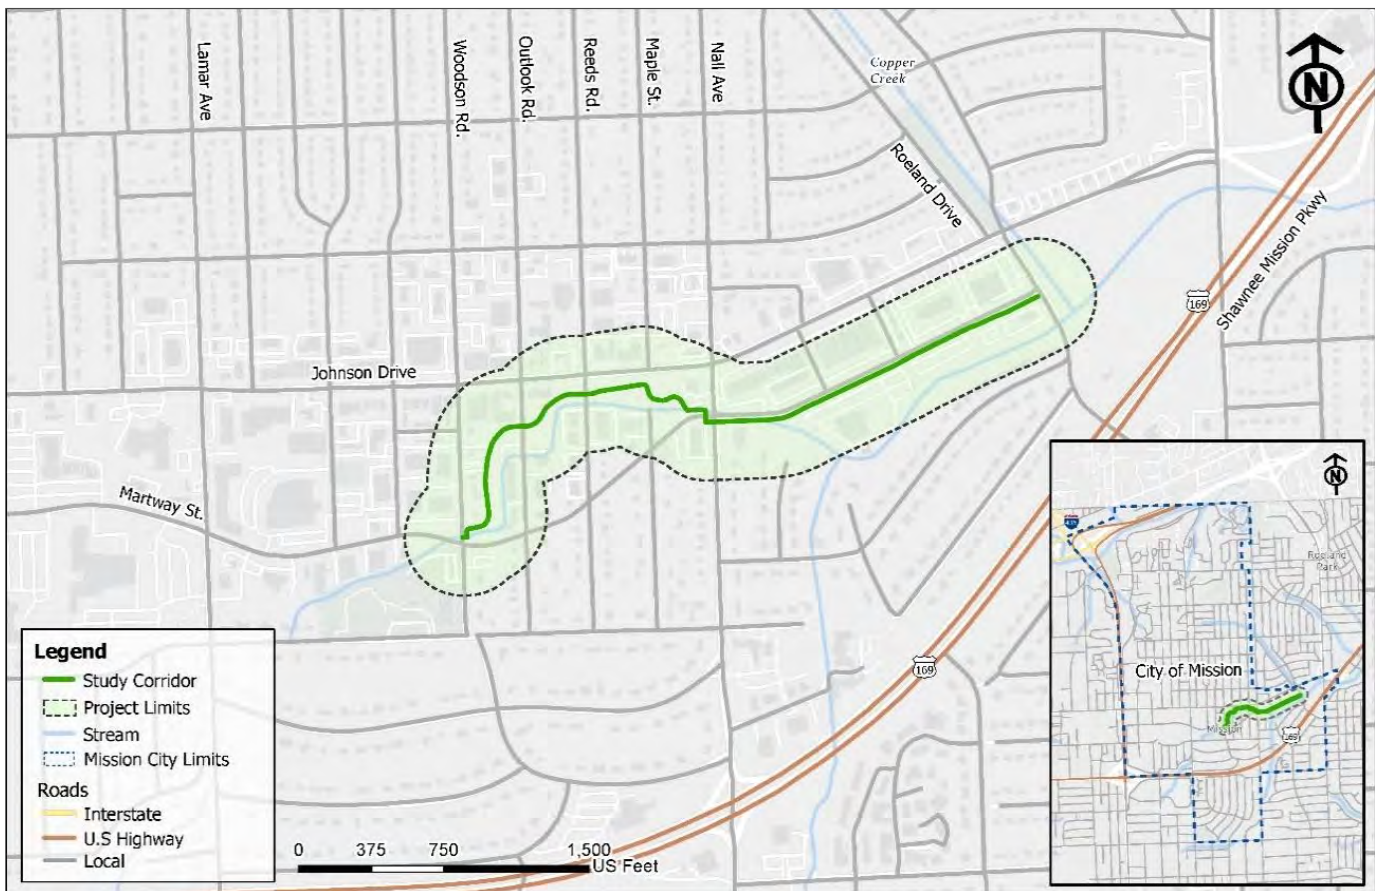 Lamar Ave
Woodson Rd.
Outlook Rd.
Reeds Rd.
Maple St.
Nall Ave
Copper
Creek
N
Roeland Drive
Shawnee Mission Pkwy
169
Johnson Drive
Martway St.
169
Legend
Study Corridor
Project Limits
Stream
Mission City Limits
Roads
Interstate
U.S Highway
Local
0 375 750 1,500
US Feet
N
Roeland
Park
City of Mission
Mission
169